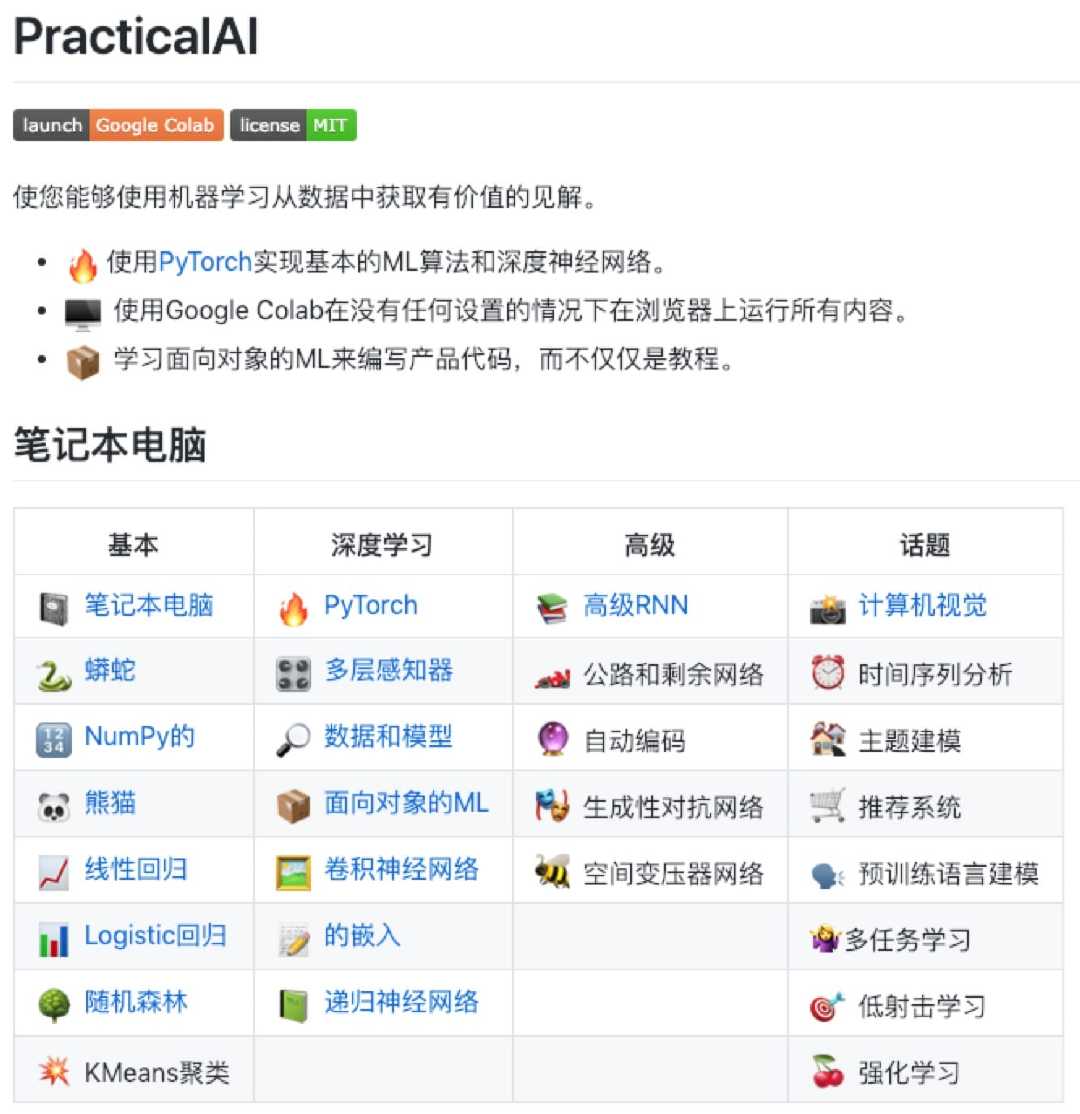 PracticalAI
launch Google Colab license MIT
使您能够使用机器学习从数据中获取有价值的见解。
使用PyTorch实现基本的ML算法和深度神经网络。
使用Google Colab在没有任何设置的情况下在浏览器上运行所有内容。
学习面向对象的ML来编写产品代码，而不仅仅是教程。
笔记本电脑
基本 深度学习 高级 话题
笔记本电脑 PyTorch 高级RNN 计算机视觉
蟒蛇 多层感知器 公路和剩余网络 时间序列分析
NumPy的 数据和模型 自动编码 主题建模
熊猫 面向对象的ML 生成性对抗网络 推荐系统
线性回归 卷积神经网络 空间变压器网络 预训练语言建模
Logistic回归 的嵌入 多任务学习
随机森林 递归神经网络 低射击学习
KMeans聚类 强化学习